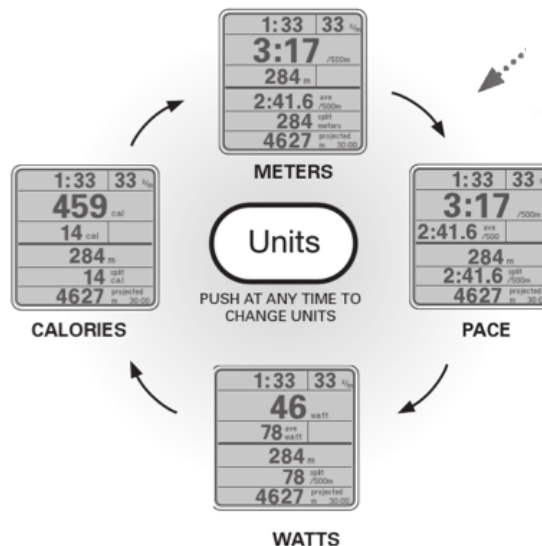 1:33 33 s/m
3:17 /500m
284 m
2:41.6 ave /500m
284 split meters
4627 projected m 30:00
METERS
1:33 33 s/m
459 cal
14 cal
284 m
14 split cal
4627 projected m 30:00
CALORIES
Units
PUSH AT ANY TIME TO
CHANGE UNITS
1:33 33
3:17 /500m
2:41.6 ave /500
284 m
2:41.6 split /500m
4627 projected m 30:00
PACE
1:33 33 s/m
46 watt
78 ave watt
284 m
78 split /500m
4627 projected m 30:00
WATTS